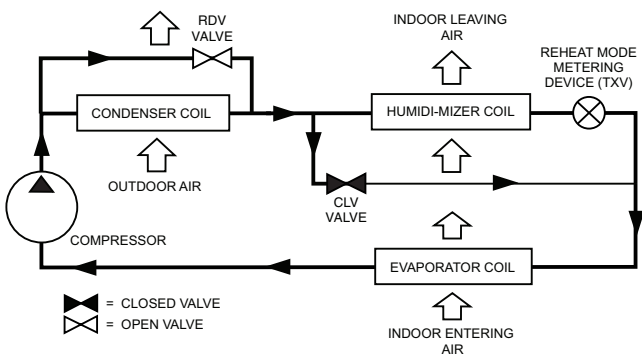 RDV
VALVE
INDOOR LEAVING
AIR
REHEAT MODE
METERING
DEVICE (TXV)
CONDENSER COIL
HUMIDI-MIZER COIL
OUTDOOR AIR
CLV
VALVE
COMPRESSOR
EVAPORATOR COIL
= CLOSED VALVE
= OPEN VALVE
INDOOR ENTERING
AIR